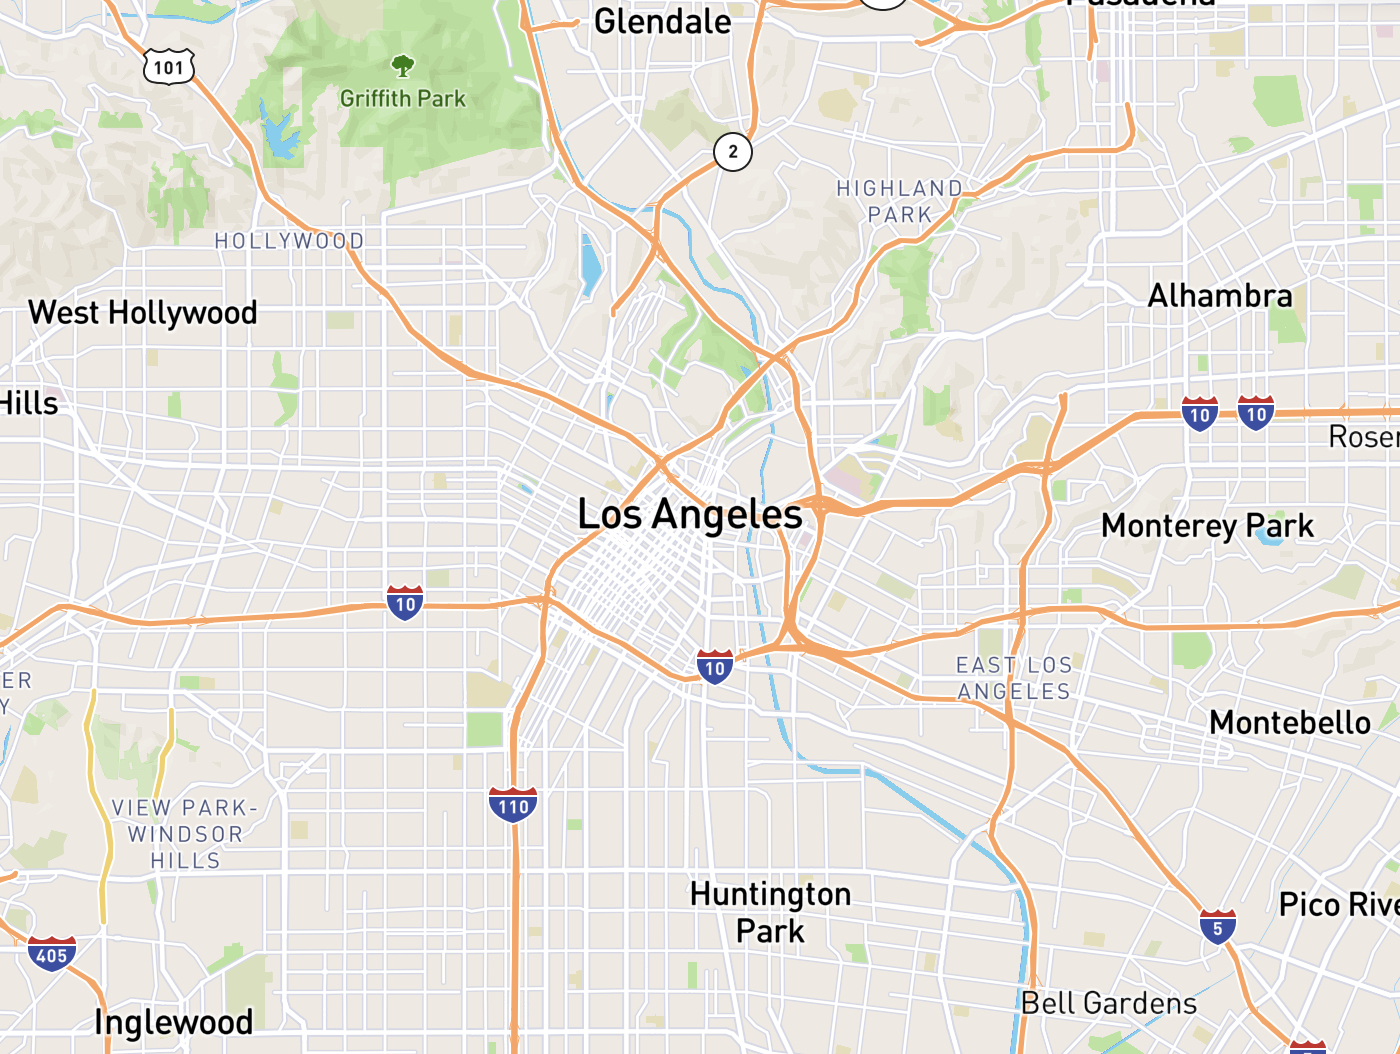 Glendale
Pasadena
101
Griffith Park
2
HIGHLAND
PARK
HOLLYWOOD
Alhambra
West Hollywood
Hills
10
10
Roser
Los Angeles
Monterey Park
10
10
EAST LOS
ANGELES
ER
Y
Montebello
110
VIEW PARK-
WINDSOR
HILLS
Huntington
Park
Pico Rive
5
405
Bell Gardens
Inglewood